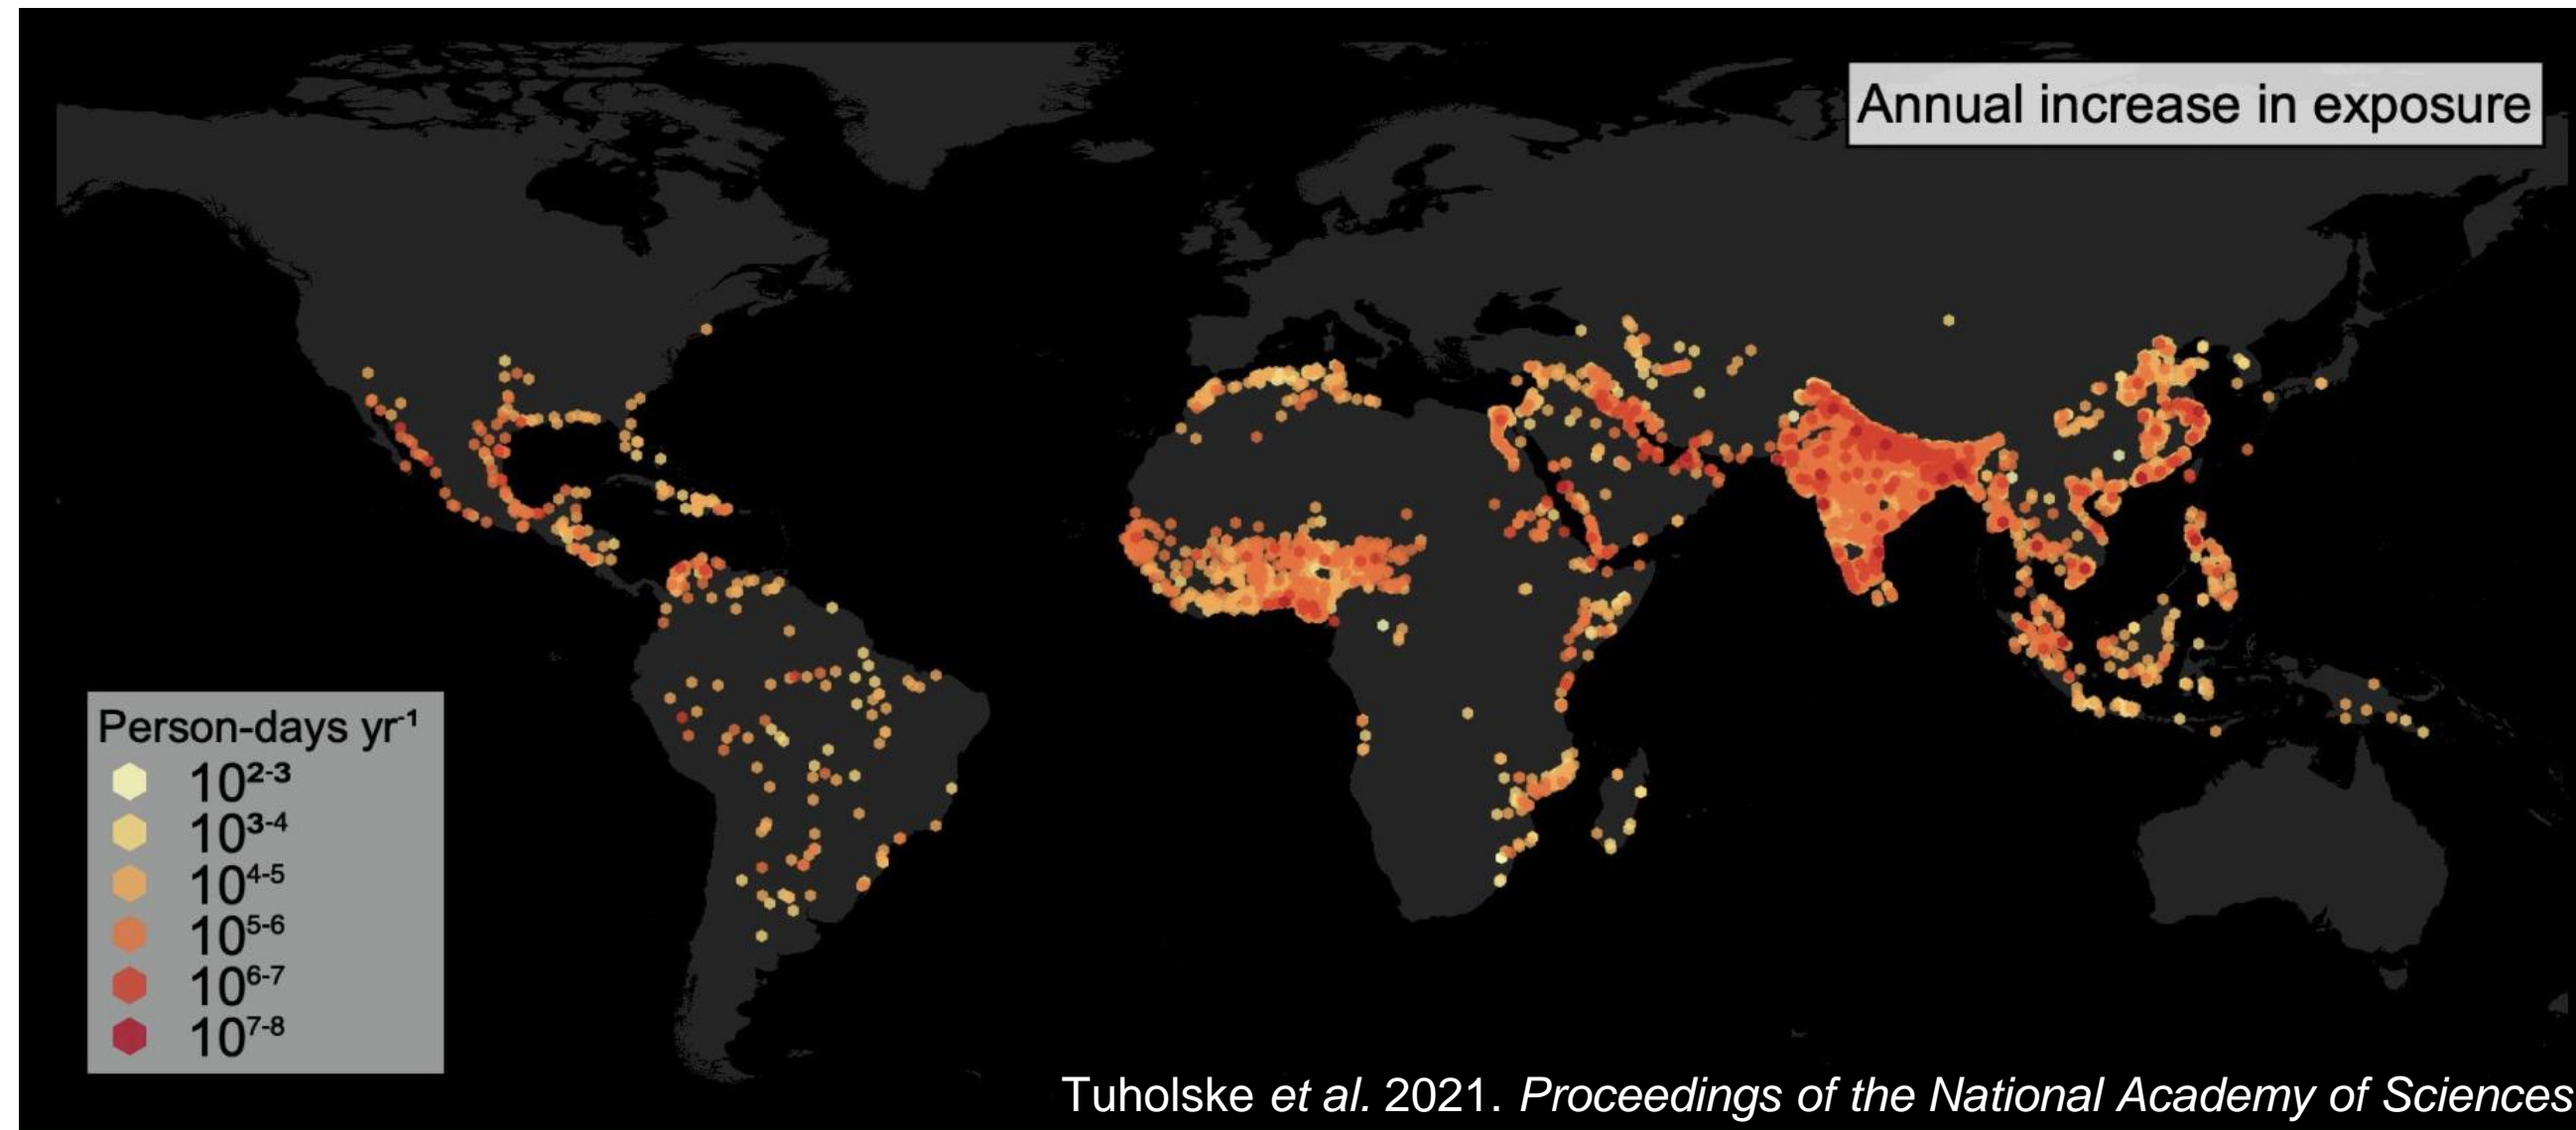 Annual increase in exposure
Person-days yr⁻¹
10²⁻³
10³⁻⁴
10⁴⁻⁵
10⁵⁻⁶
10⁶⁻⁷
10⁷⁻⁸
Tuholske et al. 2021. Proceedings of the National Academy of Sciences